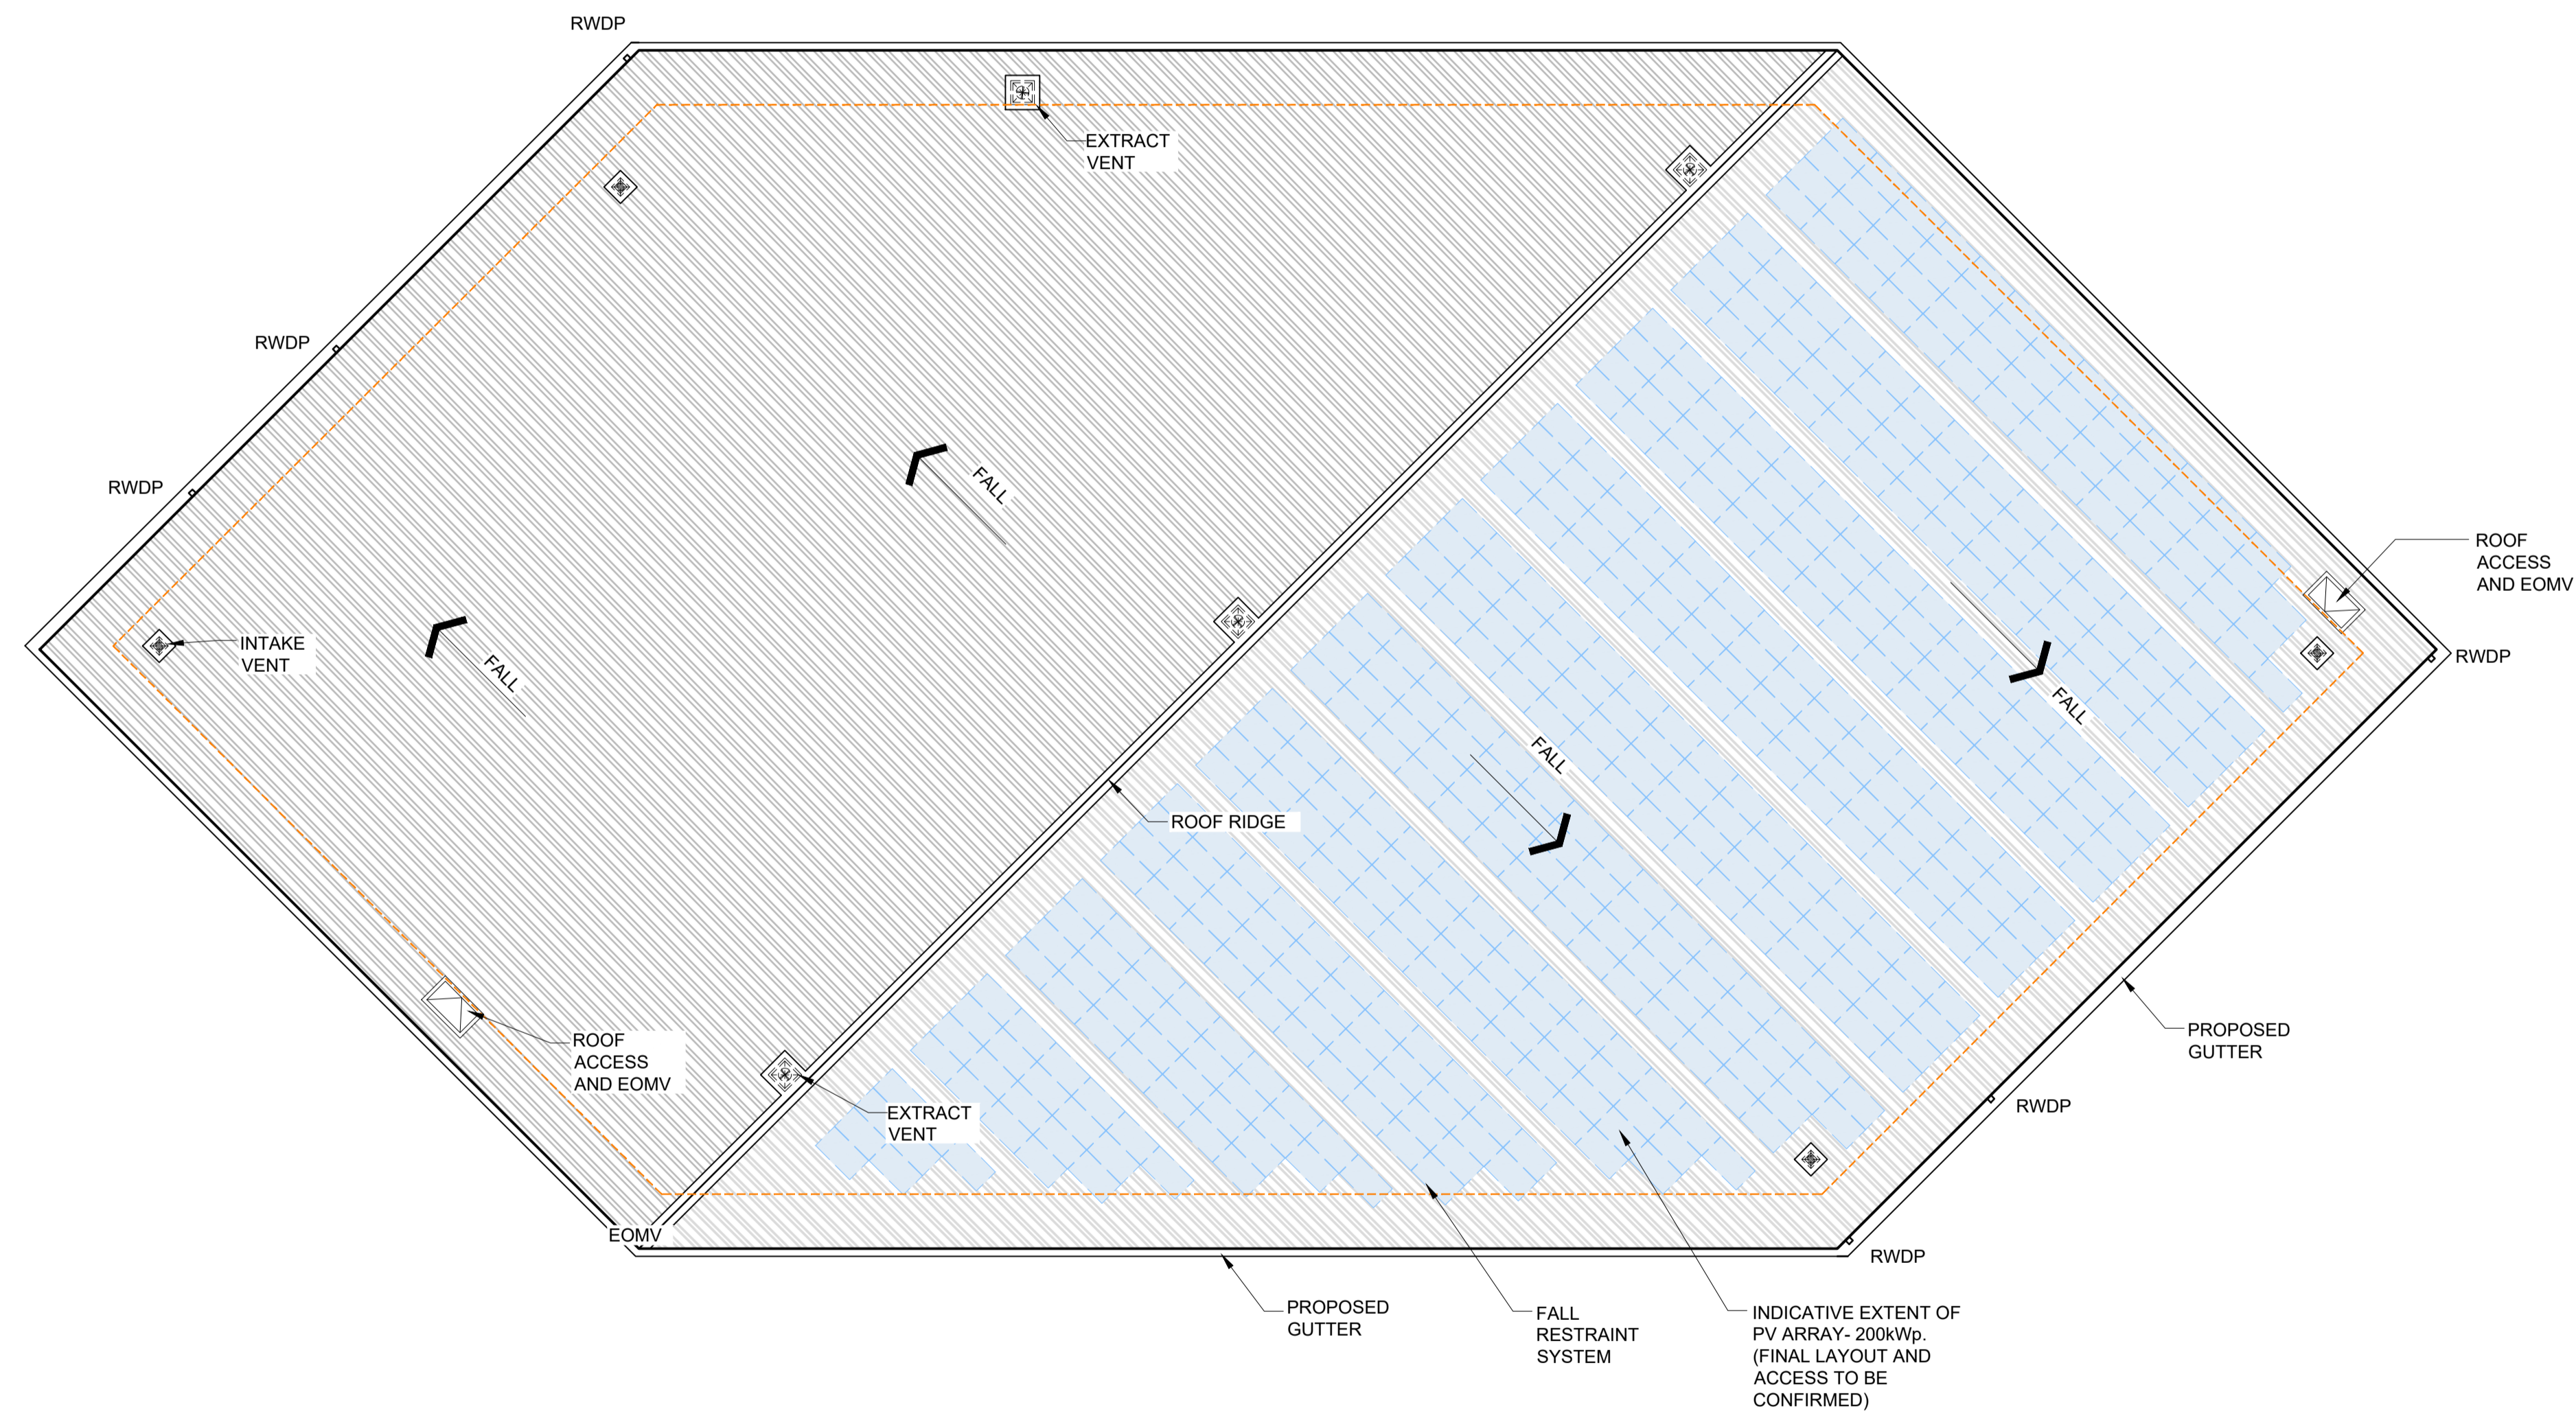 RWDP
EXTRACT
VENT
RWDP
RWDP
FALL
ROOF
ACCESS
AND EOMV
INTAKE
VENT
FALL
RWDP
FALL
FALL
ROOF RIDGE
ROOF
ACCESS
AND EOMV
PROPOSED
GUTTER
EXTRACT
VENT
RWDP
EOMV
RWDP
PROPOSED
GUTTER
FALL
RESTRAINT
SYSTEM
INDICATIVE EXTENT OF
PV ARRAY- 200kWp.
(FINAL LAYOUT AND
ACCESS TO BE
CONFIRMED)